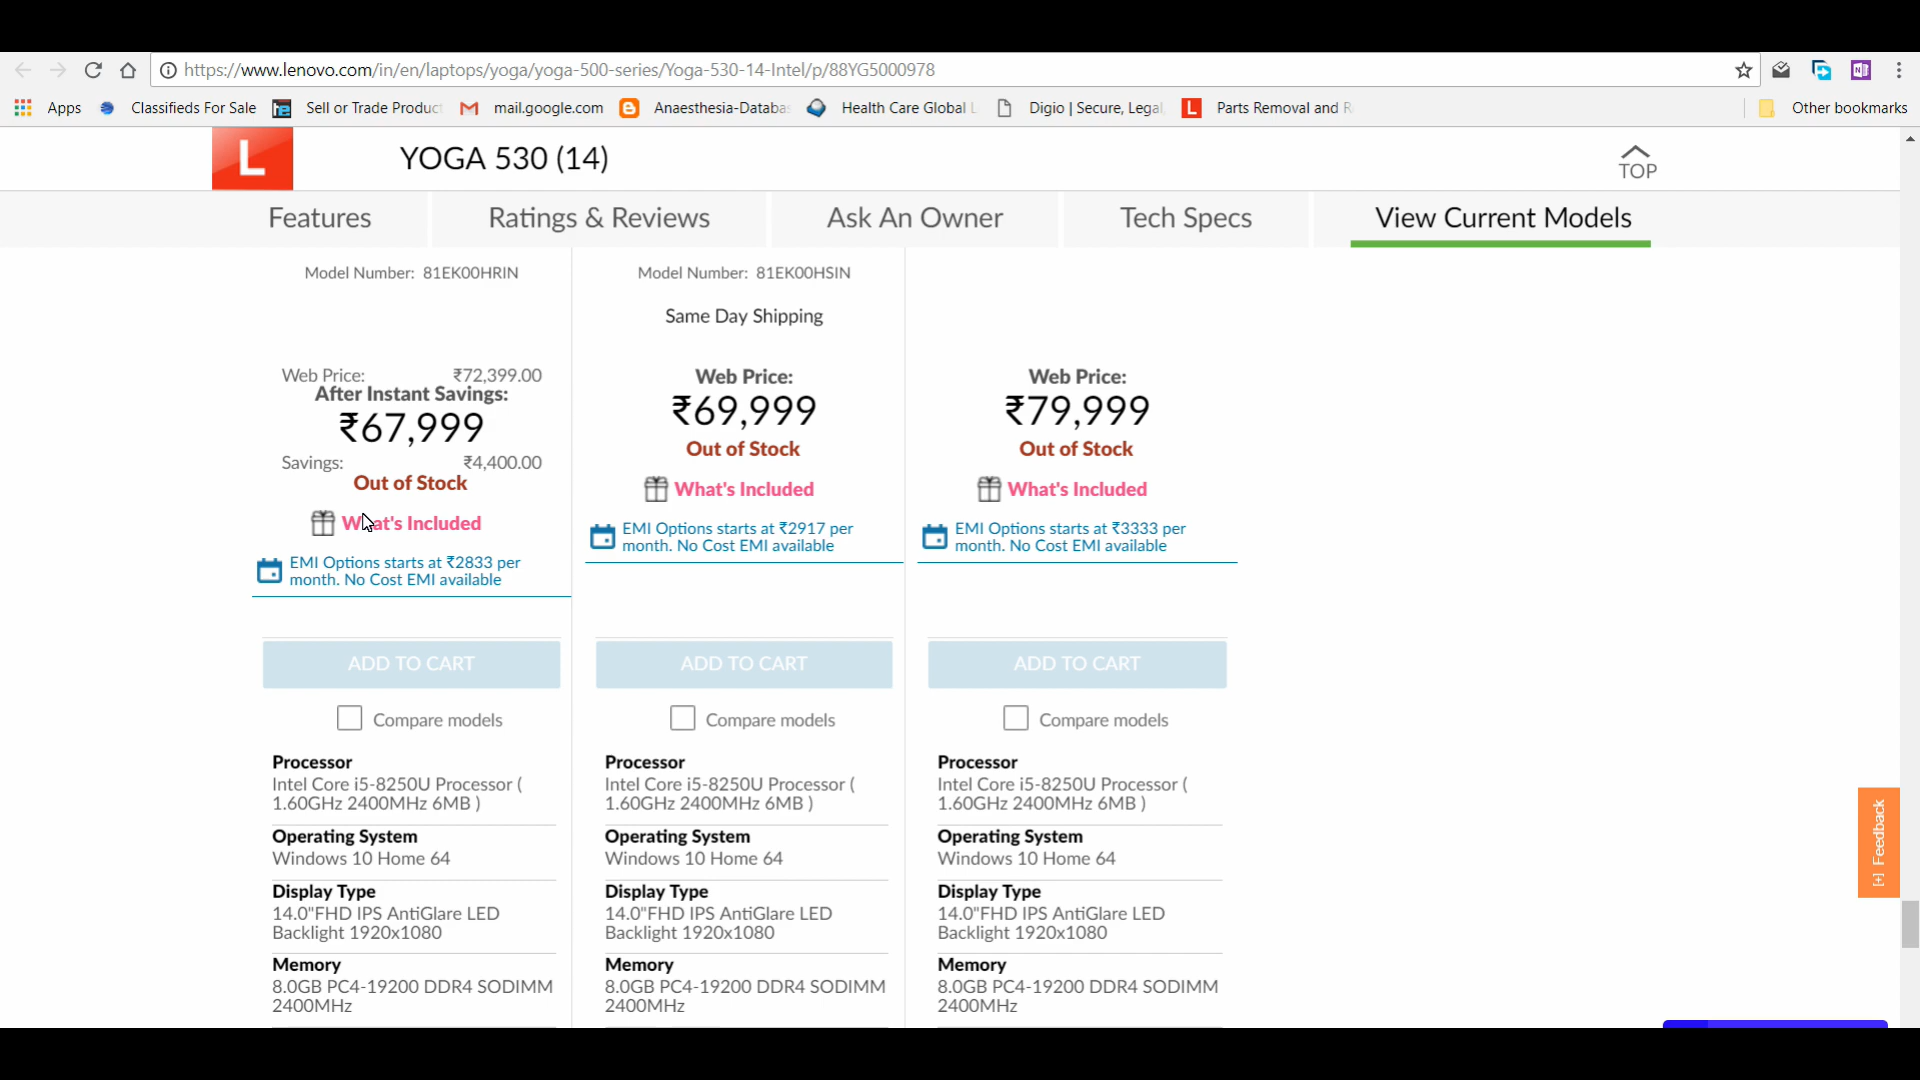 https://www.lenovo.com/in/en/laptops/yoga/yoga-500-series/Yoga-530-14-Intel/p/88YG5000978
Apps Classifieds For Sale Sell or Trade Produc mail.google.com Anaesthesia-Databa Health Care Global Digio | Secure, Legal Parts Removal and Other bookmarks
L YOGA 530 (14) TOP
Features Ratings & Reviews Ask An Owner Tech Specs View Current Models
Model Number: 81EK00HRIN
Web Price: ₹72,399.00
After Instant Savings:
₹67,999
Savings: ₹4,400.00
Out of Stock
What's Included
EMI Options starts at ₹2833 per
month. No Cost EMI available
ADD TO CART
Compare models
Processor
Intel Core i5-8250U Processor (
1.60GHz 2400MHz 6MB )
Operating System
Windows 10 Home 64
Display Type
14.0"FHD IPS AntiGlare LED
Backlight 1920x1080
Memory
8.0GB PC4-19200 DDR4 SODIMM
2400MHz
Model Number: 81EK00HSIN
Same Day Shipping
Web Price:
₹69,999
Out of Stock
What's Included
EMI Options starts at ₹2917 per
month. No Cost EMI available
ADD TO CART
Compare models
Processor
Intel Core i5-8250U Processor (
1.60GHz 2400MHz 6MB )
Operating System
Windows 10 Home 64
Display Type
14.0"FHD IPS AntiGlare LED
Backlight 1920x1080
Memory
8.0GB PC4-19200 DDR4 SODIMM
2400MHz
Web Price:
₹79,999
Out of Stock
What's Included
EMI Options starts at ₹3333 per
month. No Cost EMI available
ADD TO CART
Compare models
Processor
Intel Core i5-8250U Processor (
1.60GHz 2400MHz 6MB )
Operating System
Windows 10 Home 64
Display Type
14.0"FHD IPS AntiGlare LED
Backlight 1920x1080
Memory
8.0GB PC4-19200 DDR4 SODIMM
2400MHz
[+] Feedback